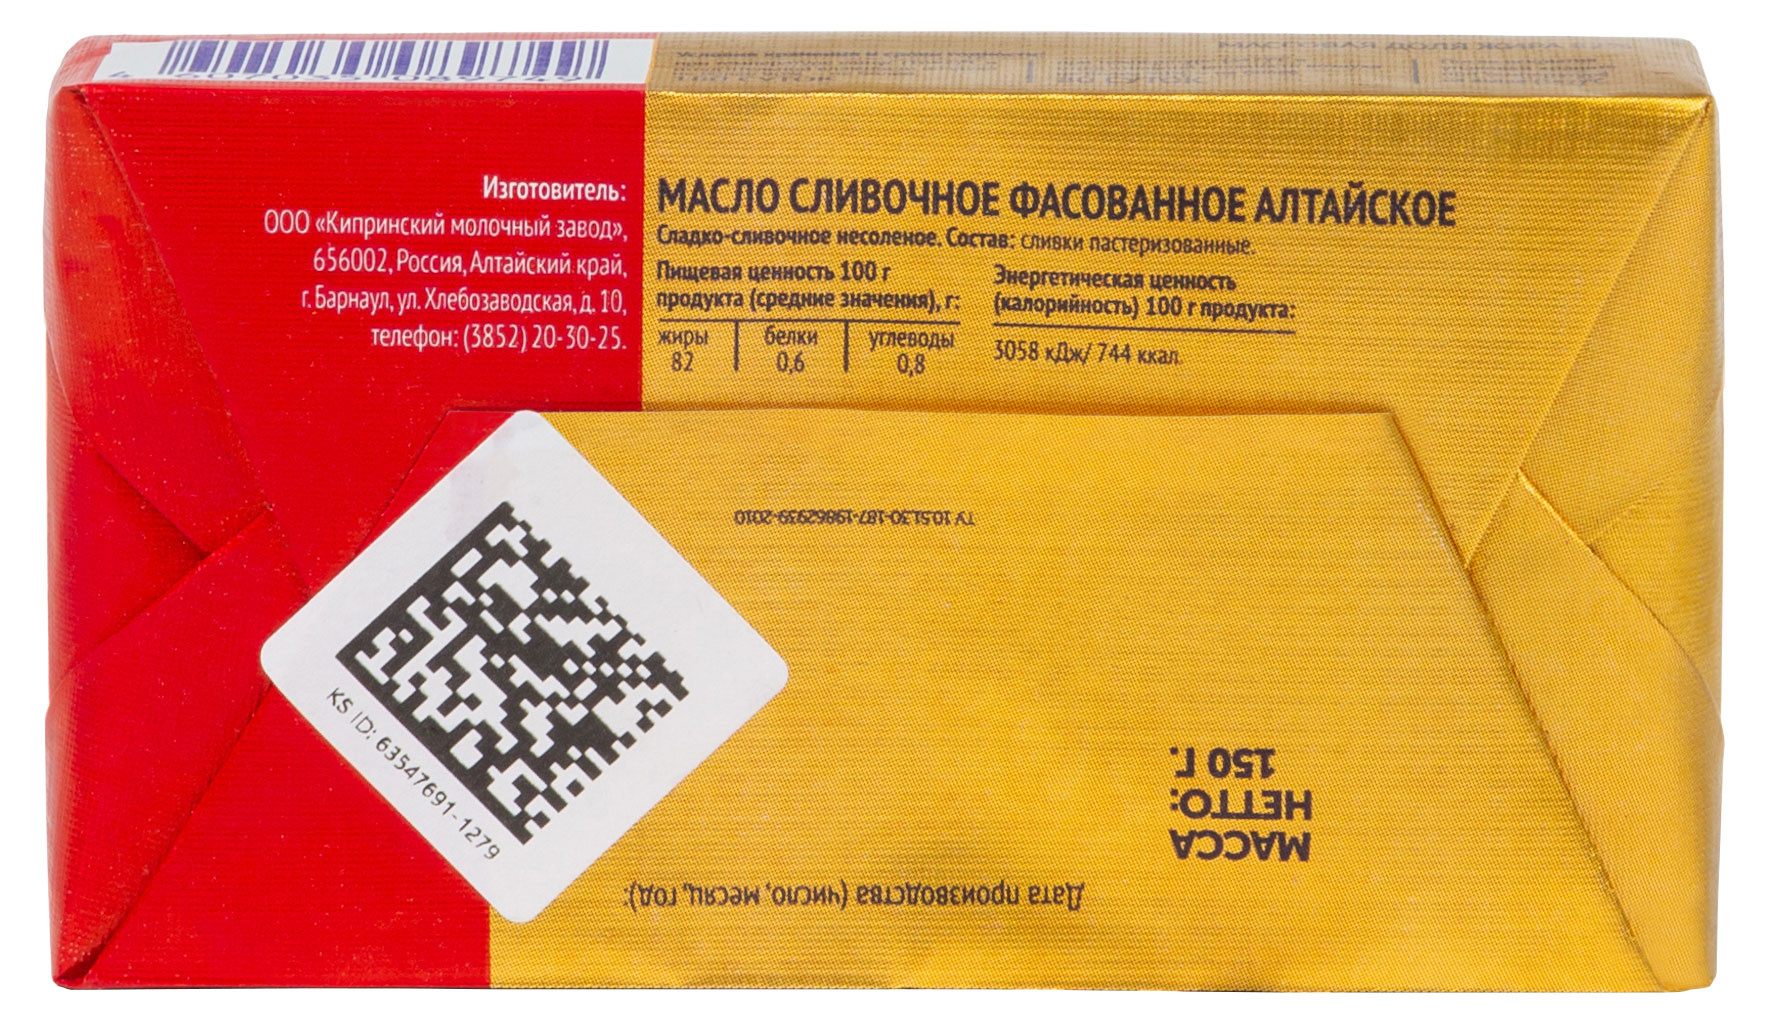 МАССОВАЯ ДОЛЯ ЖИРА
Изготовитель:
ООО «Кипринский молочный завод»,
656002, Россия, Алтайский край,
г. Барнаул, ул. Хлебозаводская, д. 10,
телефон: (3852) 20-30-25.
МАСЛО СЛИВОЧНОЕ ФАСОВАННОЕ АЛТАЙСКОЕ
Сладко-сливочное несоленое. Состав: сливки пастеризованные.
Пищевая ценность 100 г
продукта (средние значения), г:
жиры белки углеводы
82 0,6 0,8
Энергетическая ценность
(калорийность) 100 г продукта:
3058 кДж/ 744 ккал.
ТУ 10.51.30-187-19862939-2010
KS ID: 63547691-1279
МАССА
НЕТТО:
150 Г.
Дата производства (число, месяц, год):